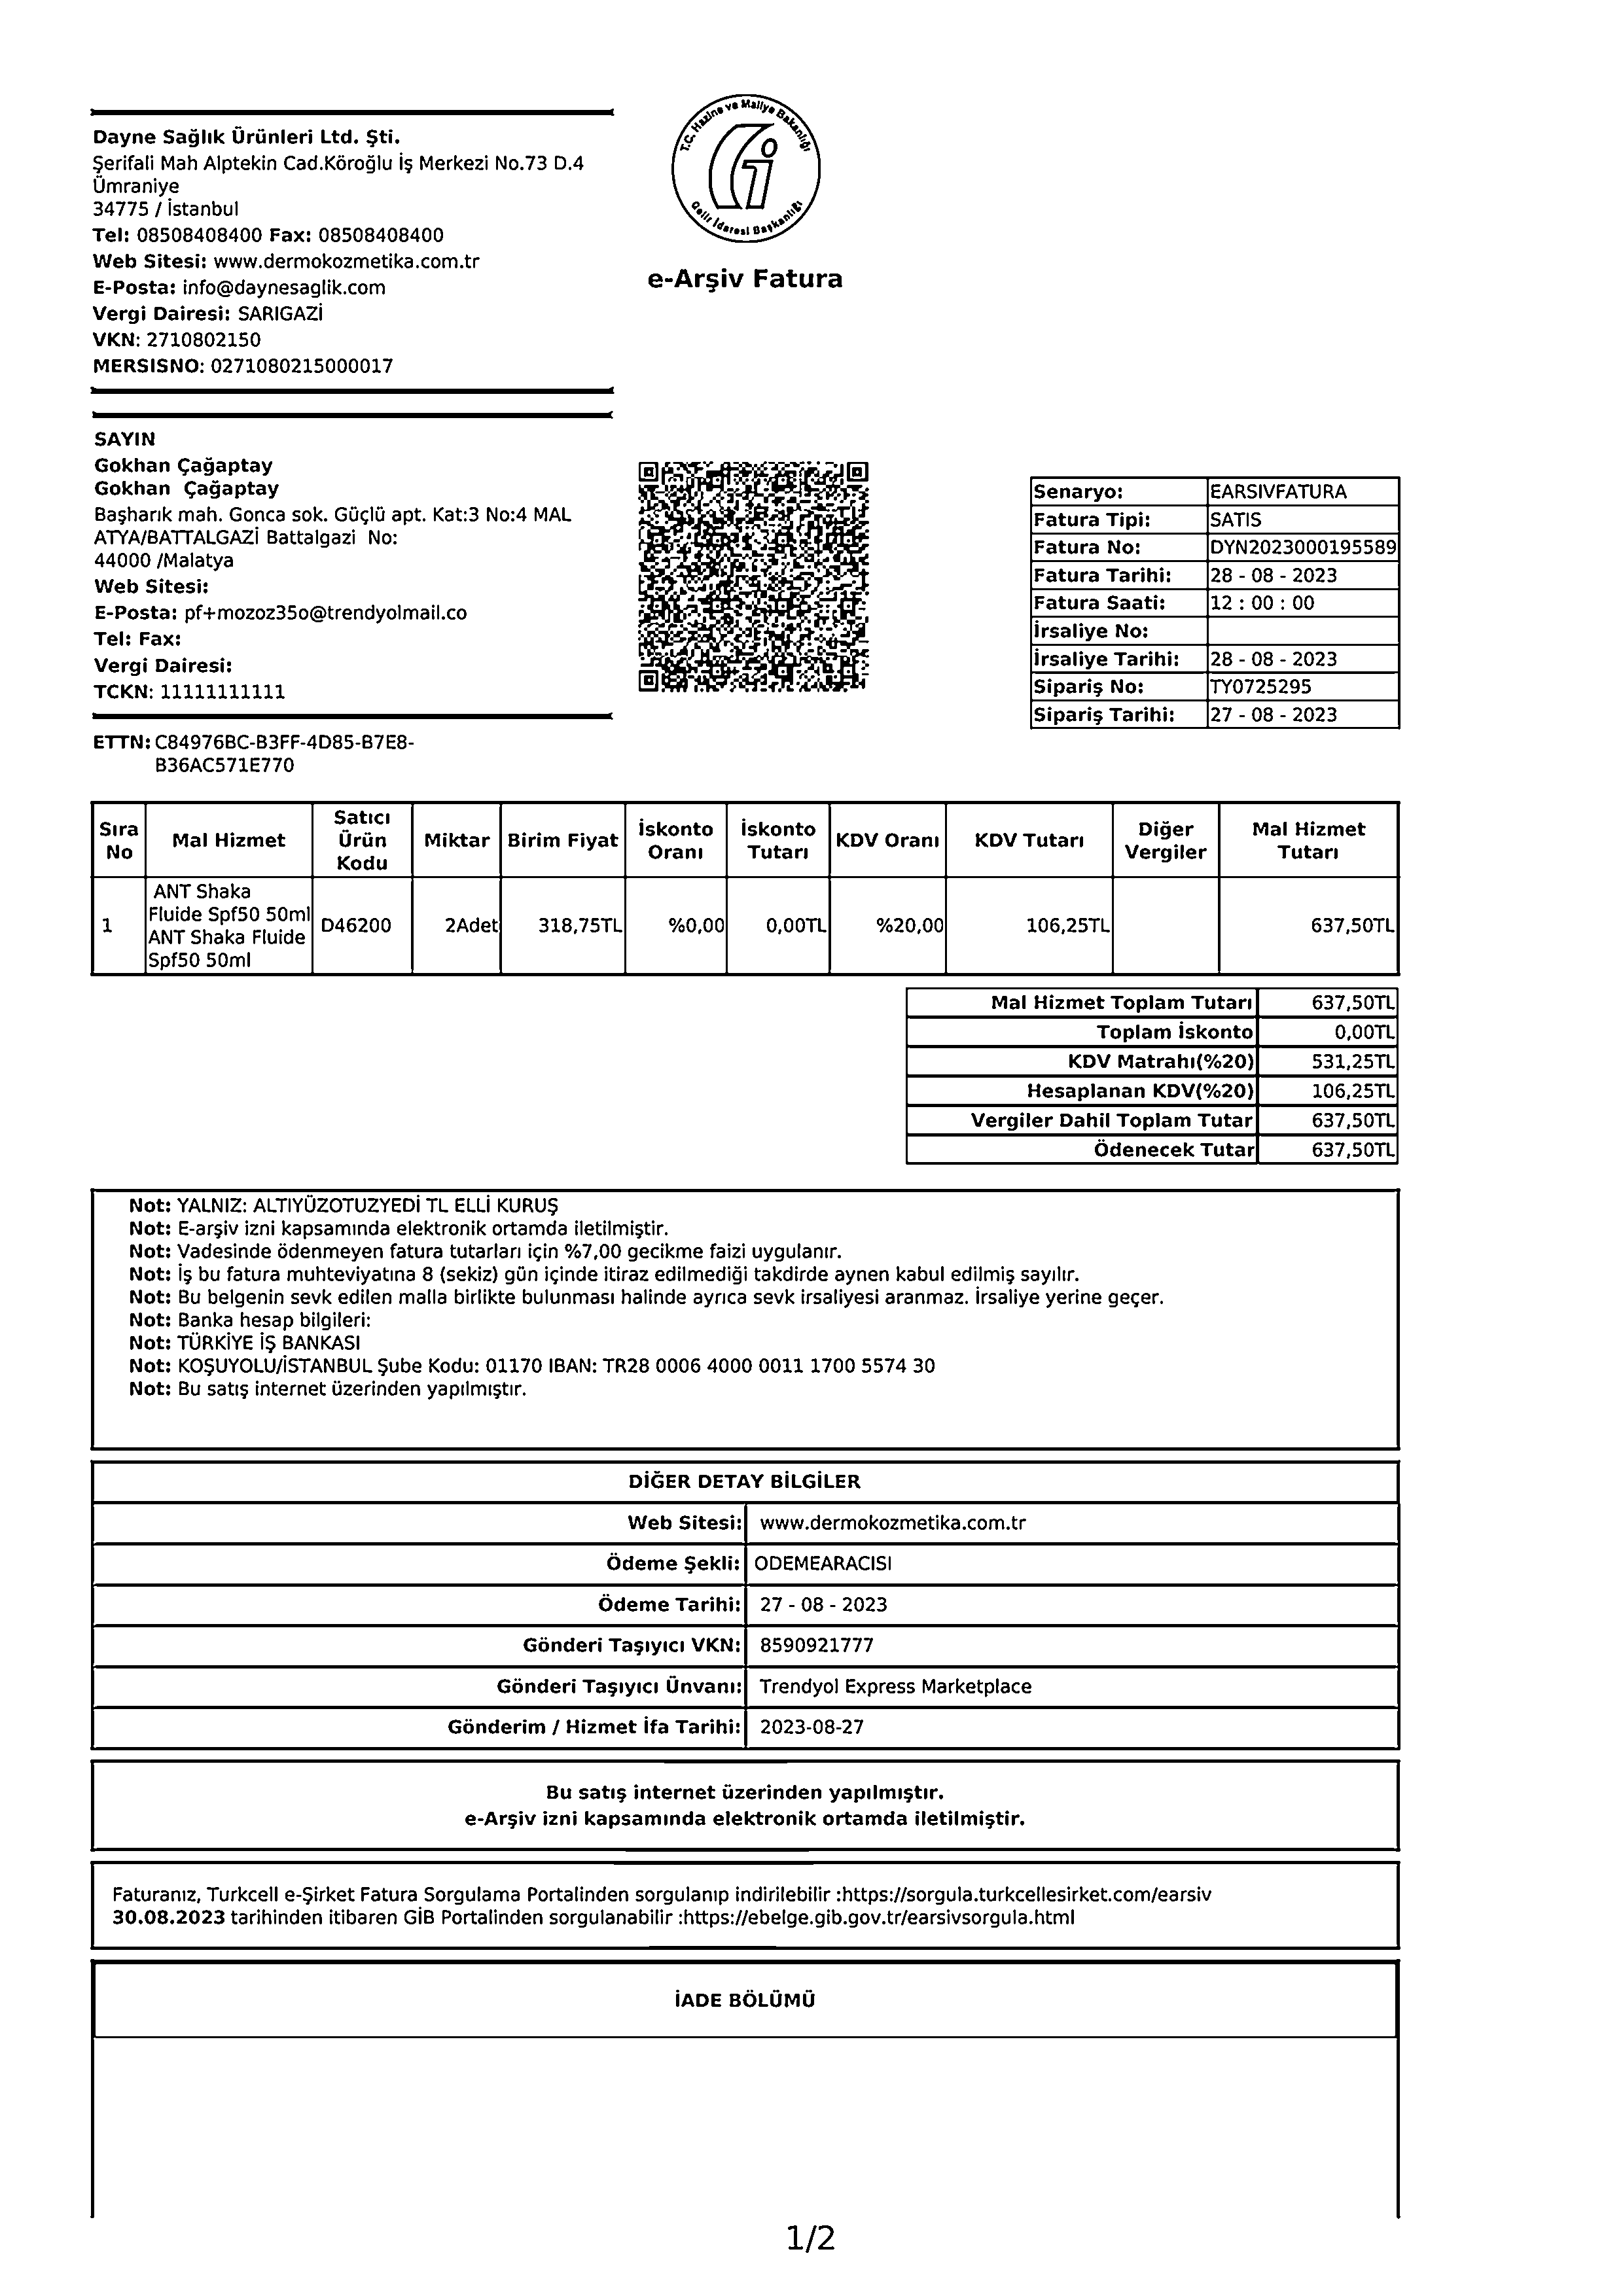 Dayne Sağlık Ürünleri Ltd. Şti.
Şerifali Mah Alptekin Cad.Köroğlu İş Merkezi No.73 D.4
Ümraniye
34775 / İstanbul
Tel: 08508408400 Fax: 08508408400
Web Sitesi: www.dermokozmetika.com.tr
E-Posta: info@daynesaglik.com
Vergi Dairesi: SARIGAZİ
VKN: 2710802150
MERSISNO: 0271080215000017
T.C. Hazine ve Maliye Bakanlığı
Gelir İdaresi Başkanlığı
e-Arşiv Fatura
SAYIN
Gokhan Çağaptay
Gokhan  Çağaptay
Başharık mah. Gonca sok. Güçlü apt. Kat:3 No:4 MAL
ATYA/BATTALGAZİ Battalgazi  No:
44000 /Malatya
Web Sitesi:
E-Posta: pf+mozoz35o@trendyolmail.co
Tel: Fax:
Vergi Dairesi:
TCKN: 11111111111
Senaryo: EARSIVFATURA
Fatura Tipi: SATIS
Fatura No: DYN2023000195589
Fatura Tarihi: 28 - 08 - 2023
Fatura Saati: 12 : 00 : 00
İrsaliye No:
İrsaliye Tarihi: 28 - 08 - 2023
Sipariş No: TY0725295
Sipariş Tarihi: 27 - 08 - 2023
ETTN: C84976BC-B3FF-4D85-B7E8-
B36AC571E770
Sıra No Mal Hizmet Satıcı Ürün Kodu Miktar Birim Fiyat İskonto Oranı İskonto Tutarı KDV Oranı KDV Tutarı Diğer Vergiler Mal Hizmet Tutarı
1 ANT Shaka Fluide Spf50 50ml ANT Shaka Fluide Spf50 50ml D46200 2Adet 318,75TL %0,00 0,00TL %20,00 106,25TL 637,50TL
Mal Hizmet Toplam Tutarı 637,50TL
Toplam İskonto 0,00TL
KDV Matrahı(%20) 531,25TL
Hesaplanan KDV(%20) 106,25TL
Vergiler Dahil Toplam Tutar 637,50TL
Ödenecek Tutar 637,50TL
Not: YALNIZ: ALTIYÜZOTUZYEDİ TL ELLİ KURUŞ
Not: E-arşiv izni kapsamında elektronik ortamda iletilmiştir.
Not: Vadesinde ödenmeyen fatura tutarları için %7,00 gecikme faizi uygulanır.
Not: İş bu fatura muhteviyatına 8 (sekiz) gün içinde itiraz edilmediği takdirde aynen kabul edilmiş sayılır.
Not: Bu belgenin sevk edilen malla birlikte bulunması halinde ayrıca sevk irsaliyesi aranmaz. İrsaliye yerine geçer.
Not: Banka hesap bilgileri:
Not: TÜRKİYE İŞ BANKASI
Not: KOŞUYOLU/İSTANBUL Şube Kodu: 01170 IBAN: TR28 0006 4000 0011 1700 5574 30
Not: Bu satış internet üzerinden yapılmıştır.
DİĞER DETAY BİLGİLER
Web Sitesi: www.dermokozmetika.com.tr
Ödeme Şekli: ODEMEARACISI
Ödeme Tarihi: 27 - 08 - 2023
Gönderi Taşıyıcı VKN: 8590921777
Gönderi Taşıyıcı Ünvanı: Trendyol Express Marketplace
Gönderim / Hizmet İfa Tarihi: 2023-08-27
Bu satış internet üzerinden yapılmıştır.
e-Arşiv izni kapsamında elektronik ortamda iletilmiştir.
Faturanız, Turkcell e-Şirket Fatura Sorgulama Portalinden sorgulanıp indirilebilir :https://sorgula.turkcellesirket.com/earsiv
30.08.2023 tarihinden itibaren GİB Portalinden sorgulanabilir :https://ebelge.gib.gov.tr/earsivsorgula.html
İADE BÖLÜMÜ
1/2